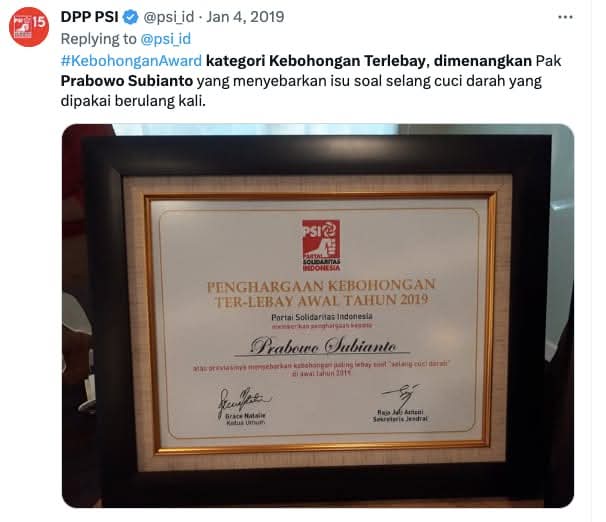 PSI 15
DPP PSI @psi_id · Jan 4, 2019
Replying to @psi_id
#KebohonganAward kategori Kebohongan Terlebay, dimenangkan Pak
Prabowo Subianto yang menyebarkan isu soal selang cuci darah yang
dipakai berulang kali.
PSI
PARTAI
SOLIDARITAS
INDONESIA
PENGHARGAAN KEBOHONGAN
TER-LEBAY AWAL TAHUN 2019
Partai Solidaritas Indonesia
memberikan penghargaan kepada
Prabowo Subianto
atas prestasinya menyebarkan kebohongan paling lebay soal "selang cuci darah"
di awal tahun 2019
Grace Natalie
Ketua Umum
Raja Juli Antoni
Sekretaris Jendral